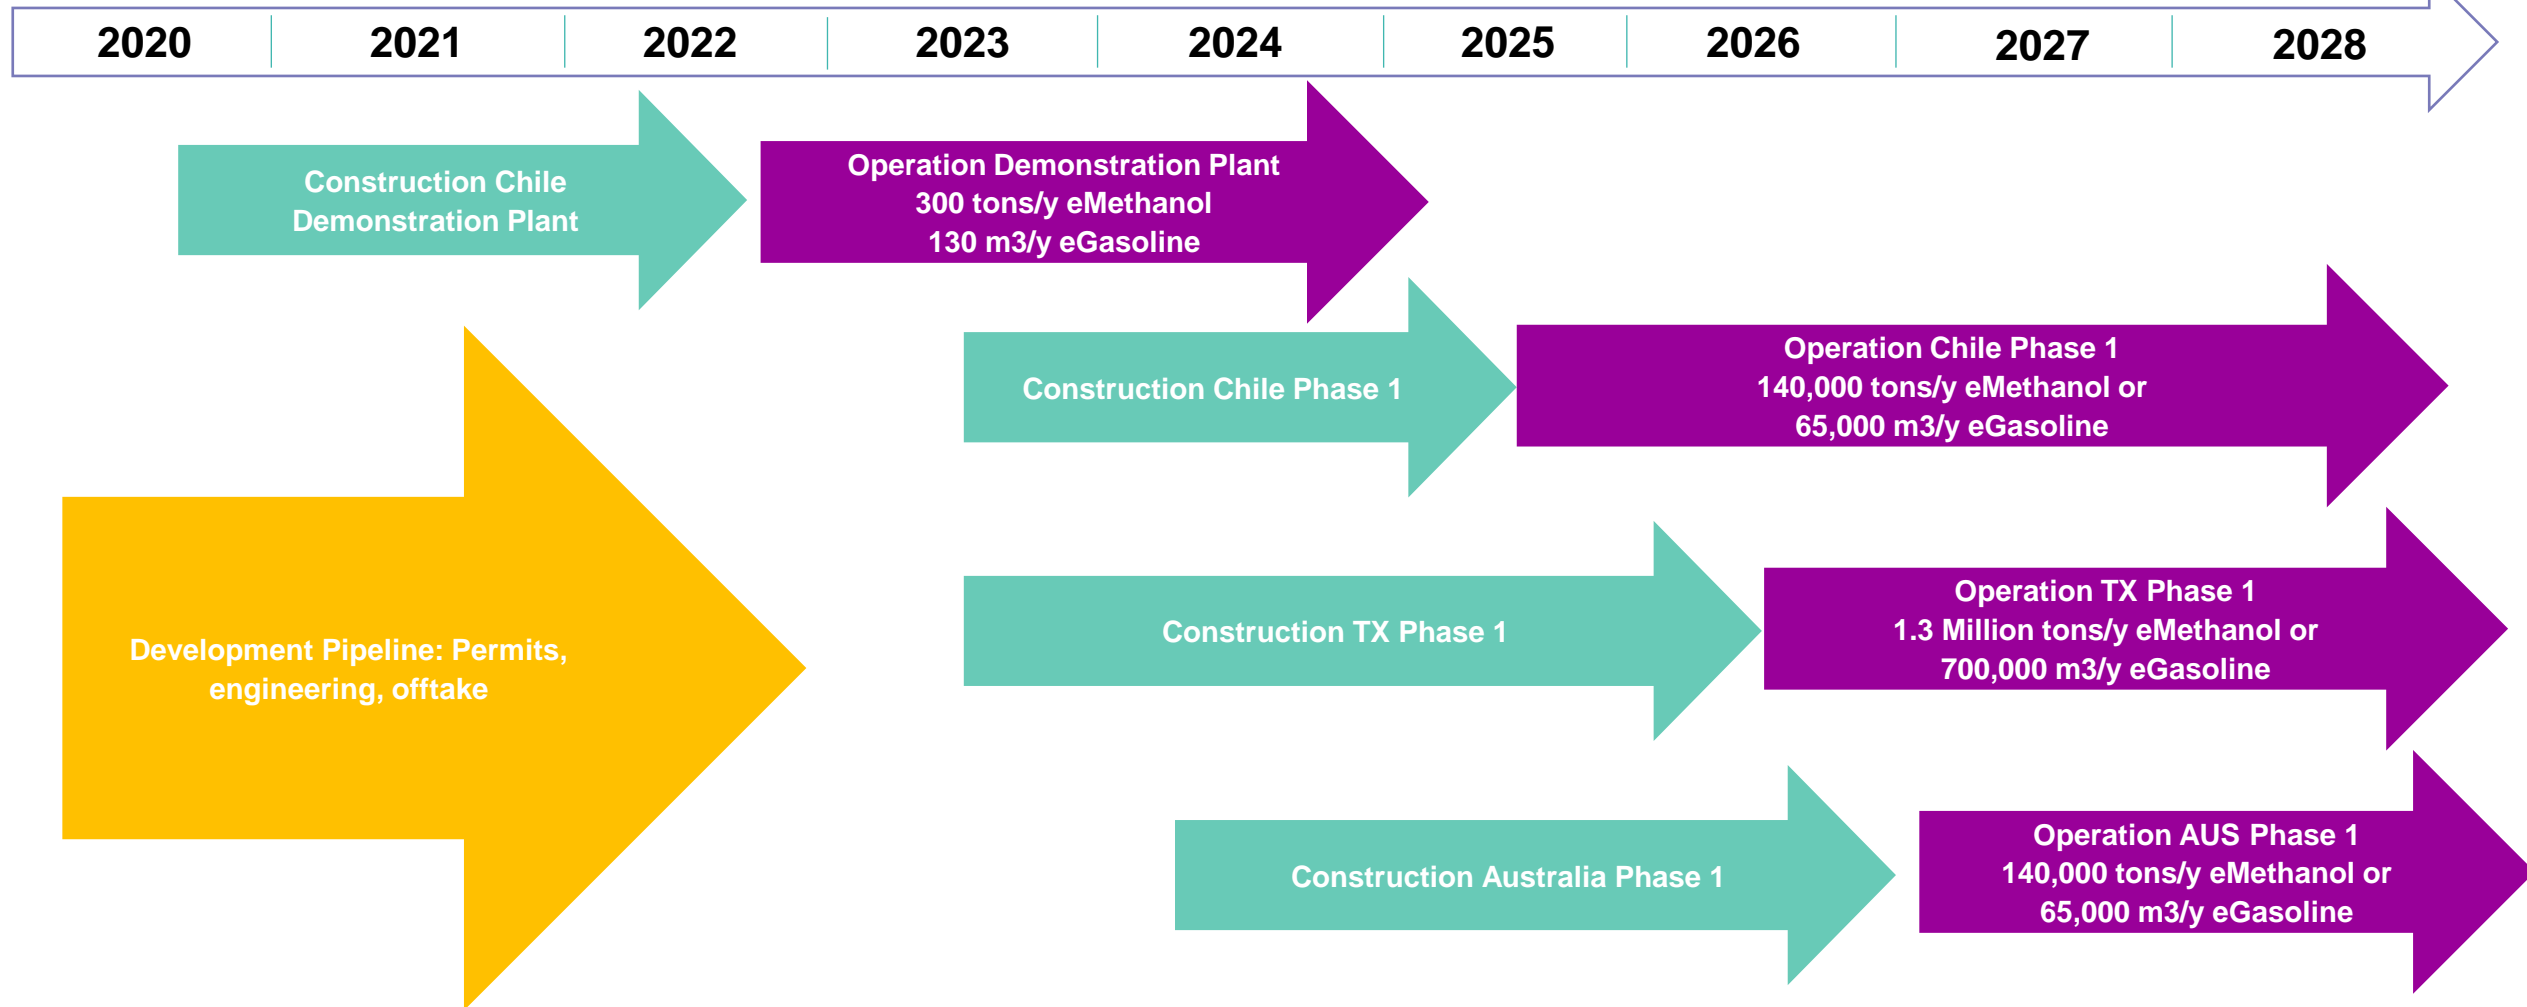 2020 2021 2022 2023 2024 2025 2026 2027 2028
Construction Chile
Demonstration Plant
Operation Demonstration Plant
300 tons/y eMethanol
130 m3/y eGasoline
Construction Chile Phase 1
Operation Chile Phase 1
140,000 tons/y eMethanol or
65,000 m3/y eGasoline
Development Pipeline: Permits,
engineering, offtake
Construction TX Phase 1
Operation TX Phase 1
1.3 Million tons/y eMethanol or
700,000 m3/y eGasoline
Construction Australia Phase 1
Operation AUS Phase 1
140,000 tons/y eMethanol or
65,000 m3/y eGasoline